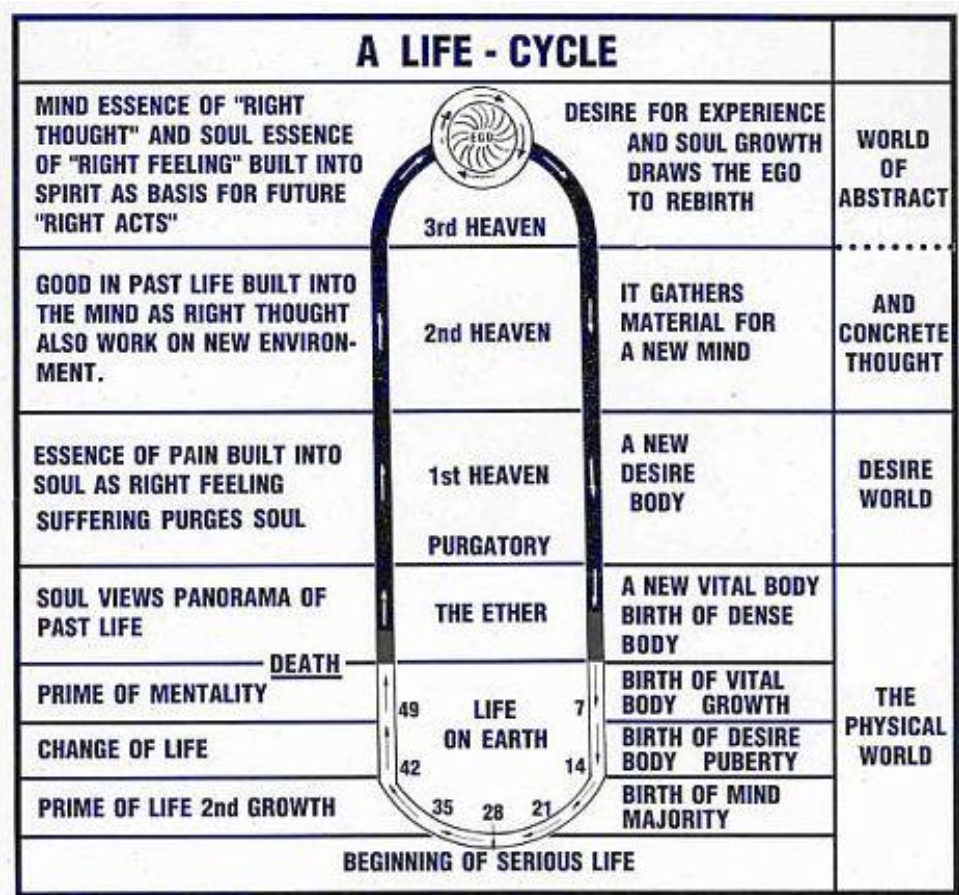 A LIFE - CYCLE
MIND ESSENCE OF "RIGHT
THOUGHT" AND SOUL ESSENCE
OF "RIGHT FEELING" BUILT INTO
SPIRIT AS BASIS FOR FUTURE
"RIGHT ACTS"
EGO
3rd HEAVEN
DESIRE FOR EXPERIENCE
AND SOUL GROWTH
DRAWS THE EGO
TO REBIRTH
WORLD
OF
ABSTRACT
GOOD IN PAST LIFE BUILT INTO
THE MIND AS RIGHT THOUGHT
ALSO WORK ON NEW ENVIRON-
MENT.
2nd HEAVEN
IT GATHERS
MATERIAL FOR
A NEW MIND
AND
CONCRETE
THOUGHT
ESSENCE OF PAIN BUILT INTO
SOUL AS RIGHT FEELING
SUFFERING PURGES SOUL
1st HEAVEN
PURGATORY
A NEW
DESIRE
BODY
DESIRE
WORLD
SOUL VIEWS PANORAMA OF
PAST LIFE
THE ETHER
A NEW VITAL BODY
BIRTH OF DENSE
BODY
DEATH
PRIME OF MENTALITY
49
LIFE
ON EARTH
7
BIRTH OF VITAL
BODY GROWTH
THE
PHYSICAL
WORLD
CHANGE OF LIFE
42
14
BIRTH OF DESIRE
BODY PUBERTY
PRIME OF LIFE 2nd GROWTH
35
28
21
BIRTH OF MIND
MAJORITY
BEGINNING OF SERIOUS LIFE